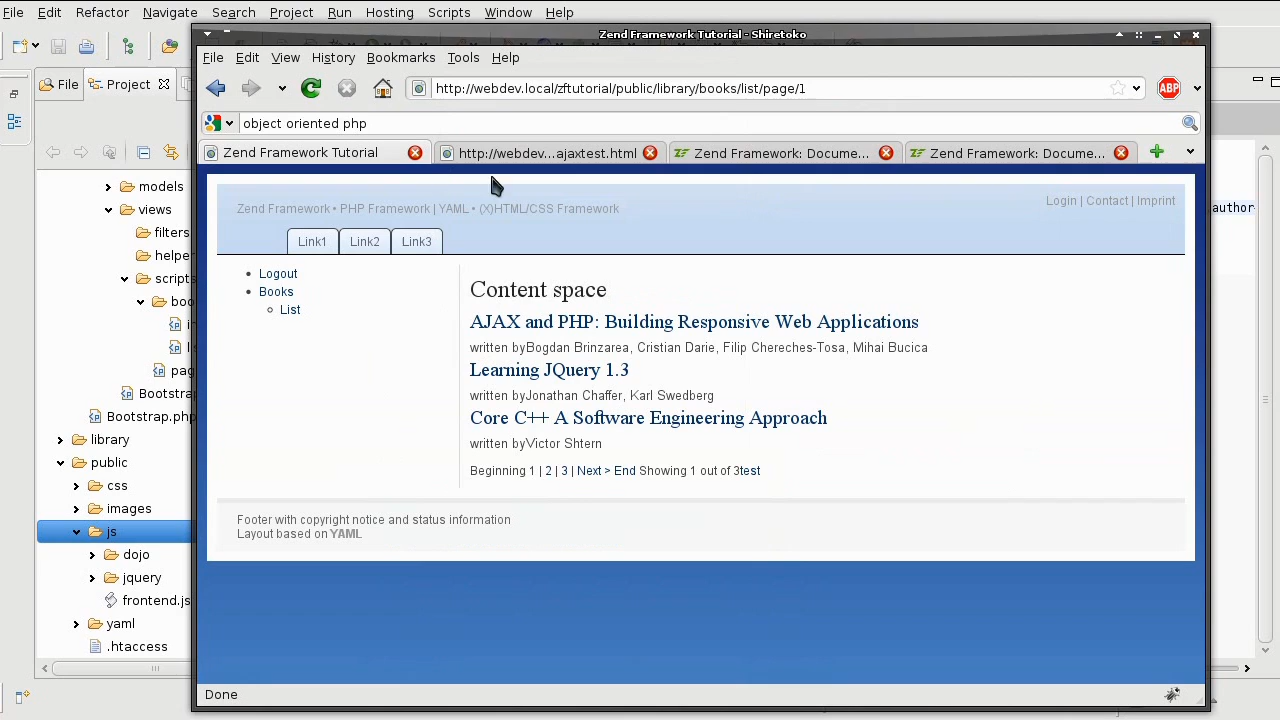 File Edit Refactor Navigate Search Project Run Hosting Scripts Window Help
Zend Framework Tutorial - Shiretoko
File Edit View History Bookmarks Tools Help
http://webdev.local/zftutorial/public/library/books/list/page/1
ABP
object oriented php
Zend Framework Tutorial
http://webdev...ajaxtest.html
Zend Framework: Docume...
Zend Framework: Docume...
File
Project
models
views
filters
helpe
scripts
boo
pag
Bootstra
Bootstrap.php
library
public
css
images
js
dojo
jquery
frontend.js
yaml
.htaccess
Zend Framework • PHP Framework | YAML • (X)HTML/CSS Framework
Login | Contact | Imprint
Link1 Link2 Link3
Logout
Books
List
Content space
AJAX and PHP: Building Responsive Web Applications
written byBogdan Brinzarea, Cristian Darie, Filip Chereches-Tosa, Mihai Bucica
Learning JQuery 1.3
written byJonathan Chaffer, Karl Swedberg
Core C++ A Software Engineering Approach
written byVictor Shtern
Beginning 1 | 2 | 3 | Next > End Showing 1 out of 3test
Footer with copyright notice and status information
Layout based on YAML
author
Done